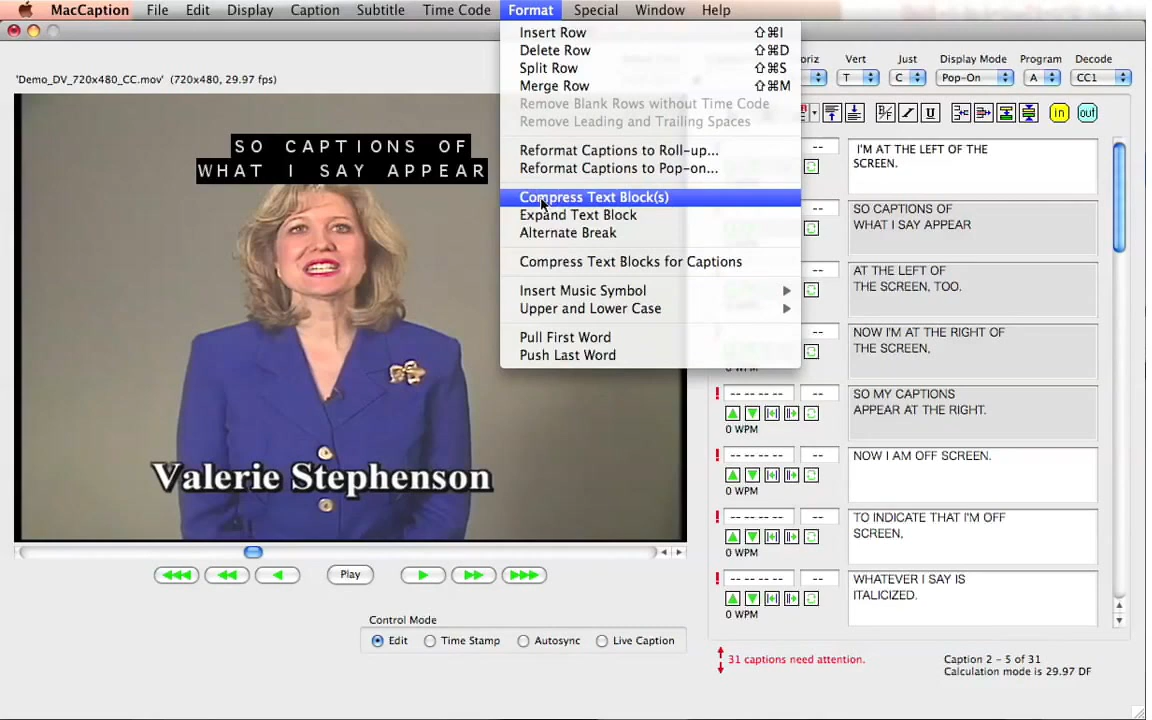 MacCaption File Edit Display Caption Subtitle Time Code Format Special Window Help
'Demo_DV_720x480_CC.mov' (720x480, 29.97 fps)
SO CAPTIONS OF
WHAT I SAY APPEAR
Valerie Stephenson
Play
Control Mode
Edit Time Stamp Autosync Live Caption
Insert Row ⇧⌘I
Delete Row ⇧⌘D
Split Row ⇧⌘S
Merge Row ⇧⌘M
Remove Blank Rows without Time Code
Remove Leading and Trailing Spaces
Reformat Captions to Roll-up...
Reformat Captions to Pop-on...
Compress Text Block(s)
Expand Text Block
Alternate Break
Compress Text Blocks for Captions
Insert Music Symbol
Upper and Lower Case
Pull First Word
Push Last Word
oriz Vert Just Display Mode Program Decode
T C Pop-On A CC1
B/F I U in out
--
I'M AT THE LEFT OF THE
SCREEN.
--
SO CAPTIONS OF
WHAT I SAY APPEAR
--
AT THE LEFT OF
THE SCREEN, TOO.
--
NOW I'M AT THE RIGHT OF
THE SCREEN,
! -- -- -- -- --
0 WPM
SO MY CAPTIONS
APPEAR AT THE RIGHT.
! -- -- -- -- --
0 WPM
NOW I AM OFF SCREEN.
! -- -- -- -- --
0 WPM
TO INDICATE THAT I'M OFF
SCREEN,
! -- -- -- -- --
0 WPM
WHATEVER I SAY IS
ITALICIZED.
31 captions need attention.
Caption 2 - 5 of 31
Calculation mode is 29.97 DF